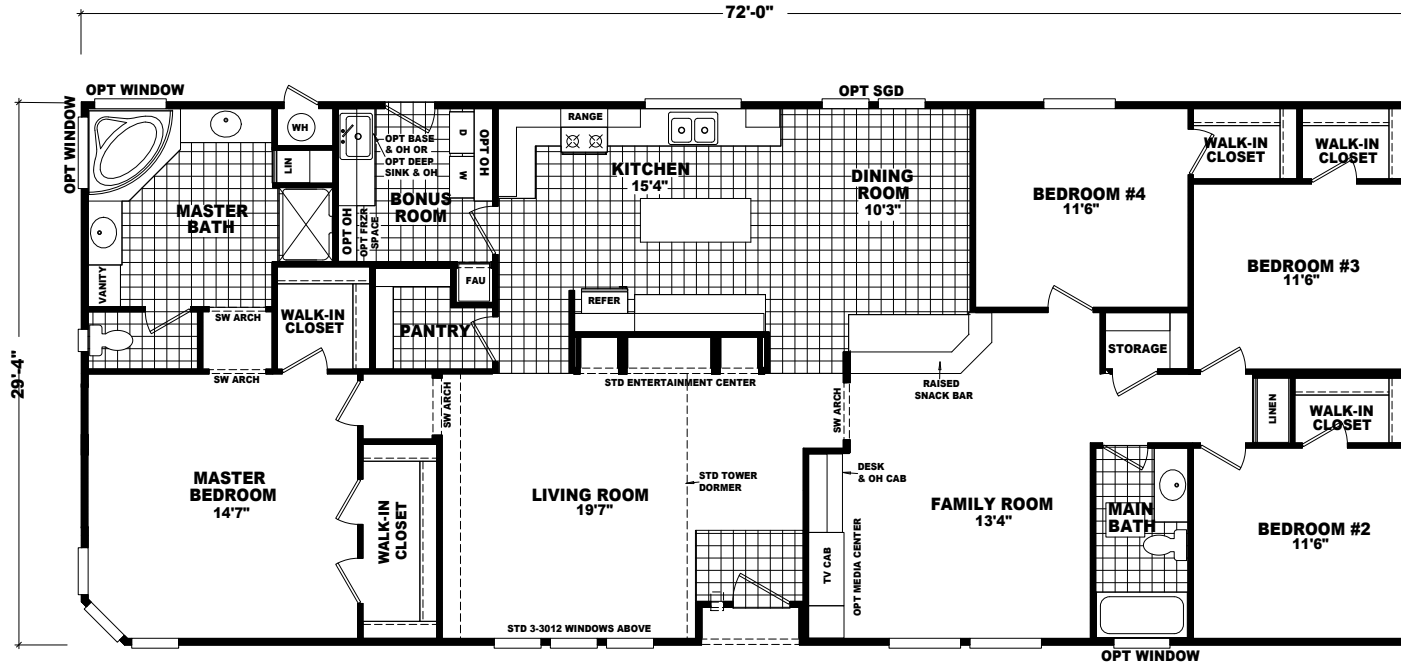 72'-0"
OPT WINDOW
OPT SGD
OPT WINDOW
WH
LIN
OPT BASE
& OH OR
OPT DEEP
SINK & OH
D
W
OPT OH
RANGE
KITCHEN
15'4"
DINING
ROOM
10'3"
BEDROOM #4
11'6"
WALK-IN
CLOSET
WALK-IN
CLOSET
MASTER
BATH
BONUS
ROOM
OPT OH
OPT FRZR
SPACE
BEDROOM #3
11'6"
VANITY
FAU
SW ARCH
WALK-IN
CLOSET
PANTRY
REFER
STORAGE
29'-4"
SW ARCH
STD ENTERTAINMENT CENTER
RAISED
SNACK BAR
SW ARCH
SW ARCH
LINEN
WALK-IN
CLOSET
MASTER
BEDROOM
14'7"
WALK-IN
CLOSET
LIVING ROOM
19'7"
STD TOWER
DORMER
DESK
& OH CAB
FAMILY ROOM
13'4"
MAIN
BATH
BEDROOM #2
11'6"
TV CAB
OPT MEDIA CENTER
STD 3-3012 WINDOWS ABOVE
OPT WINDOW